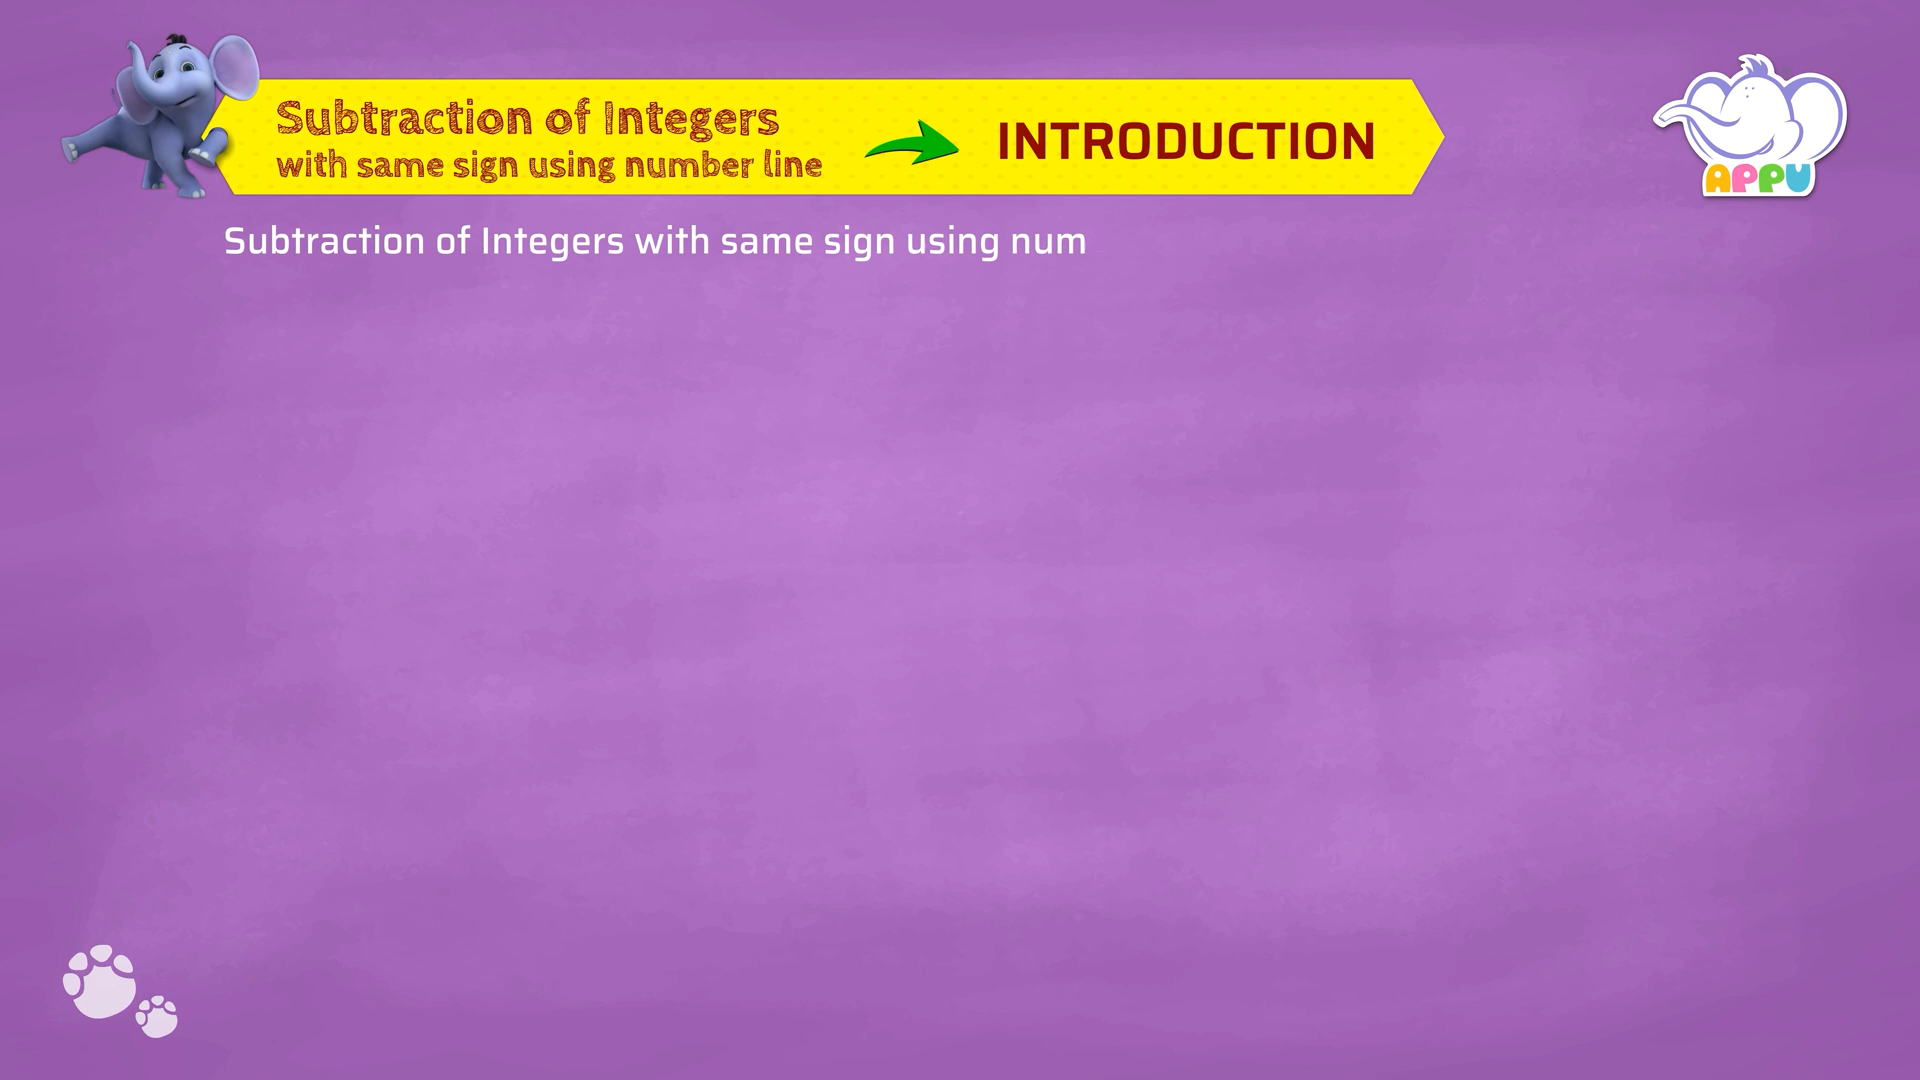 Subtraction of Integers
with same sign using number line
INTRODUCTION
APPU
Subtraction of Integers with same sign using num